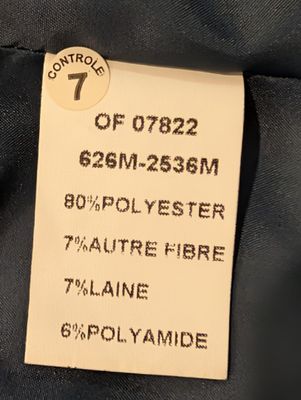 CONTROLE
7
OF 07822
626M-2536M
80%POLYESTER
7%AUTRE FIBRE
7%LAINE
6%POLYAMIDE